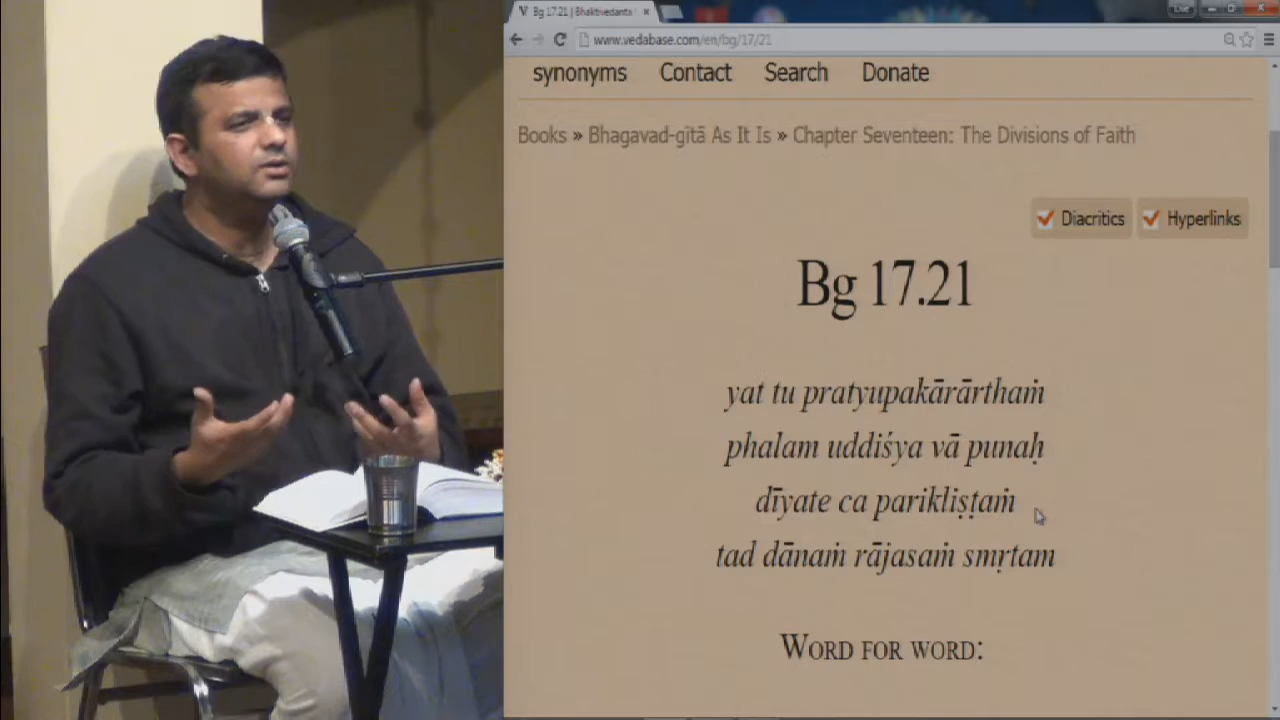 Bg 17.21 | Bhaktivedanta
Live
www.vedabase.com/en/bg/17/21
synonyms Contact Search Donate
Books » Bhagavad-gītā As It Is » Chapter Seventeen: The Divisions of Faith
Diacritics Hyperlinks
Bg 17.21
yat tu pratyupakārārthaṁ
phalam uddiśya vā punaḥ
dīyate ca parikliṣṭaṁ
tad dānaṁ rājasaṁ smṛtam
WORD FOR WORD: